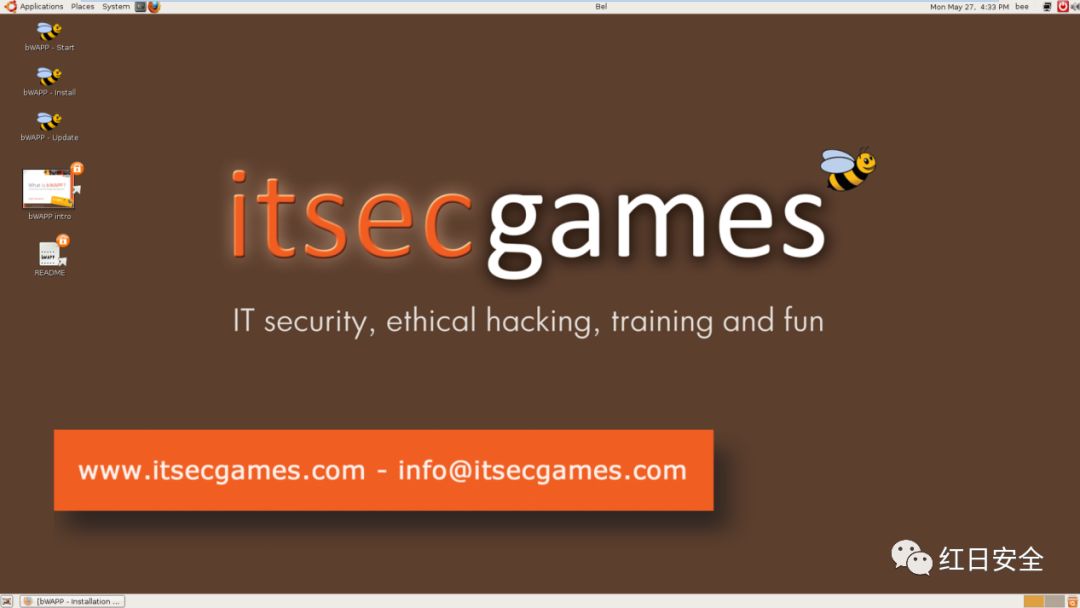 Applications Places System
Bel
Mon May 27, 4:33 PM bee
bWAPP - Start
bWAPP - Install
bWAPP - Update
What is bWAPP?
bWAPP intro
bWAPP
README
itsecgames
IT security, ethical hacking, training and fun
www.itsecgames.com - info@itsecgames.com
红日安全
[bWAPP - Installation ...